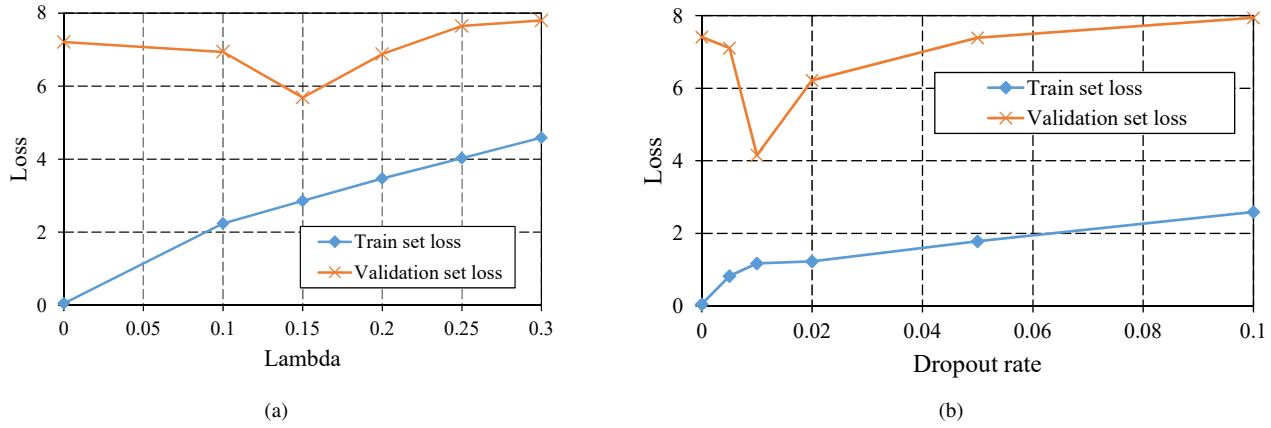 8
6
4
2
0
Loss
0
0.05
0.1
0.15
0.2
0.25
0.3
Lambda
Train set loss
Validation set loss
(a)
8
6
4
2
0
Loss
0
0.02
0.04
0.06
0.08
0.1
Dropout rate
Train set loss
Validation set loss
(b)